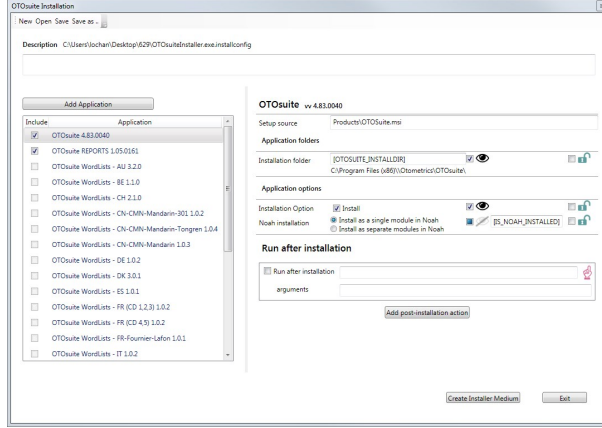 OTOsuite Installation
New Open Save Save as ..
Description C:\Users\lochan\Desktop\629\OTOsuiteInstaller.exe.installconfig
Add Application
Include Application
OTOsuite 4.83.0040
OTOsuite REPORTS 1.05.0161
OTOsuite WordLists - AU 3.2.0
OTOsuite WordLists - BE 1.1.0
OTOsuite WordLists - CH 2.1.0
OTOsuite WordLists - CN-CMN-Mandarin-301 1.0.2
OTOsuite WordLists - CN-CMN-Mandarin-Tongren 1.0.4
OTOsuite WordLists - CN-CMN-Mandarin 1.0.3
OTOsuite WordLists - DE 1.0.2
OTOsuite WordLists - DK 3.0.1
OTOsuite WordLists - ES 1.0.1
OTOsuite WordLists - FR (CD 1,2,3) 1.0.2
OTOsuite WordLists - FR (CD 4,5) 1.0.2
OTOsuite WordLists - FR-Fournier-Lafon 1.0.1
OTOsuite WordLists - IT 1.0.2
OTOsuite vv 4.83.0040
Setup source Products\OTOSuite.msi
Application folders
Installation folder [OTOSUITE_INSTALLDIR]
C:\Program Files (x86)\\Otometrics\OTOsuite\
Application options
Installation Option Install
Noah installation Install as a single module in Noah [IS_NOAH_INSTALLED]
Install as separate modules in Noah
Run after installation
Run after installation
arguments
Add post-installation action
Create Installer Medium Exit